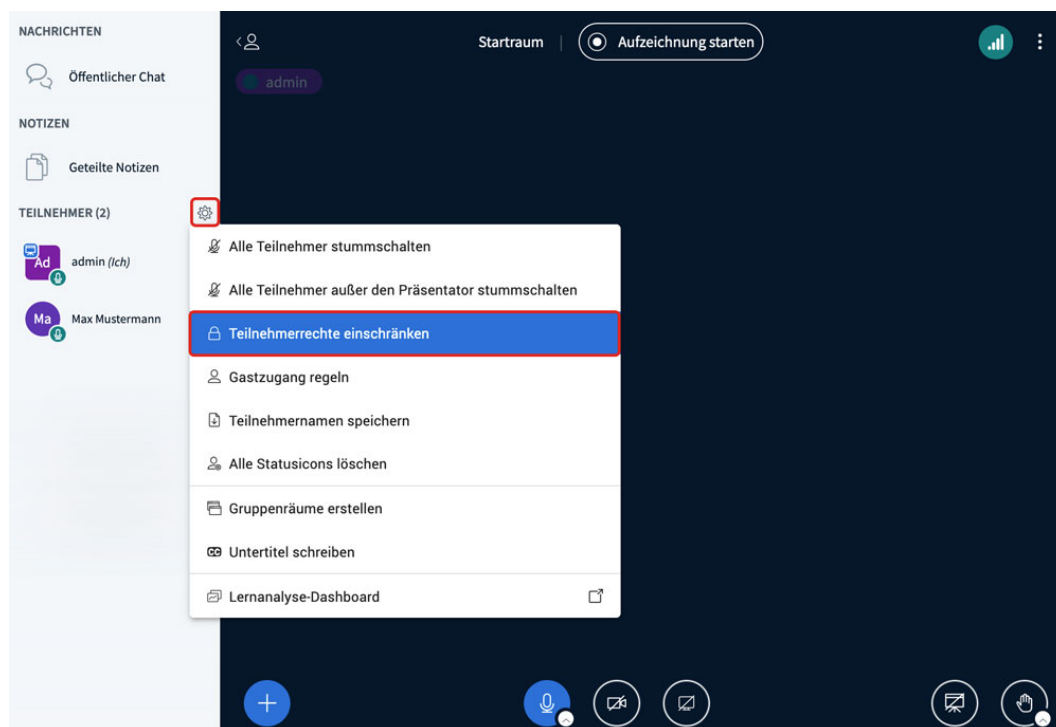 NACHRICHTEN
Öffentlicher Chat
NOTIZEN
Geteilte Notizen
TEILNEHMER (2)
Ad
admin (Ich)
Ma
Max Mustermann
Startraum | Aufzeichnung starten
admin
Alle Teilnehmer stummschalten
Alle Teilnehmer außer den Präsentator stummschalten
Teilnehmerrechte einschränken
Gastzugang regeln
Teilnehmernamen speichern
Alle Statusicons löschen
Gruppenräume erstellen
CC Untertitel schreiben
Lernanalyse-Dashboard